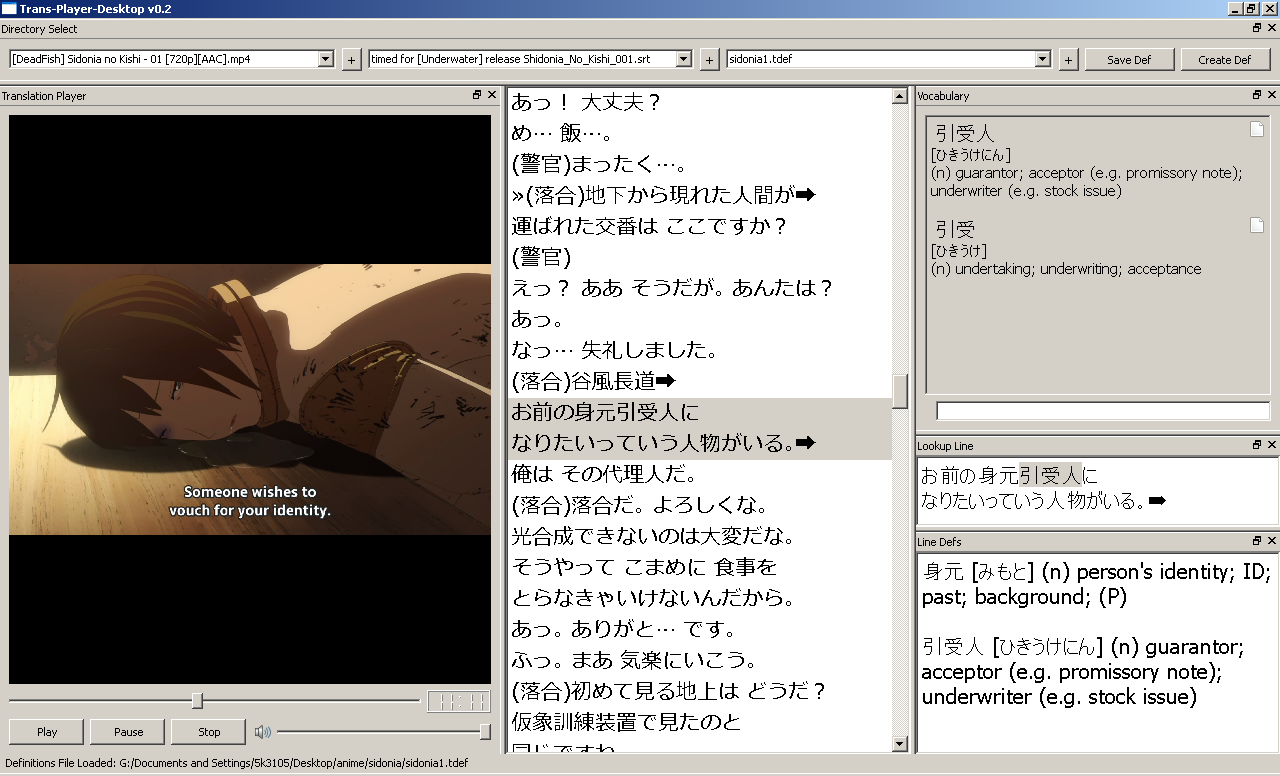 Trans-Player-Desktop v0.2
Directory Select
[DeadFish] Sidonia no Kishi - 01 [720p][AAC].mp4
+
timed for [Underwater] release Shidonia_No_Kishi_001.srt
+
sidonia1.tdef
+
Save Def
Create Def
Translation Player
Someone wishes to
vouch for your identity.
Play
Pause
Stop
あっ！ 大丈夫？
め… 飯…。
(警官)まったく…。
»(落合)地下から現れた人間が➡
運ばれた交番は ここですか？
(警官)
えっ？ ああ そうだが。あんたは？
あっ。
なっ… 失礼しました。
(落合)谷風長道➡
お前の身元引受人に
なりたいっていう人物がいる。➡
俺は その代理人だ。
(落合)落合だ。よろしくな。
光合成できないのは大変だな。
そうやって こまめに 食事を
とらなきゃいけないんだから。
あっ。ありがと… です。
ふっ。まあ 気楽にいこう。
(落合)初めて見る地上は どうだ？
仮象訓練装置で見たのと
同じですね
Vocabulary
引受人
[ひきうけにん]
(n) guarantor; acceptor (e.g. promissory note);
underwriter (e.g. stock issue)
引受
[ひきうけ]
(n) undertaking; underwriting; acceptance
Lookup Line
お前の身元引受人に
なりたいっていう人物がいる。➡
Line Defs
身元 [みもと] (n) person's identity; ID;
past; background; (P)
引受人 [ひきうけにん] (n) guarantor;
acceptor (e.g. promissory note);
underwriter (e.g. stock issue)
Definitions File Loaded: G:/Documents and Settings/5k3105/Desktop/anime/sidonia/sidonia1.tdef